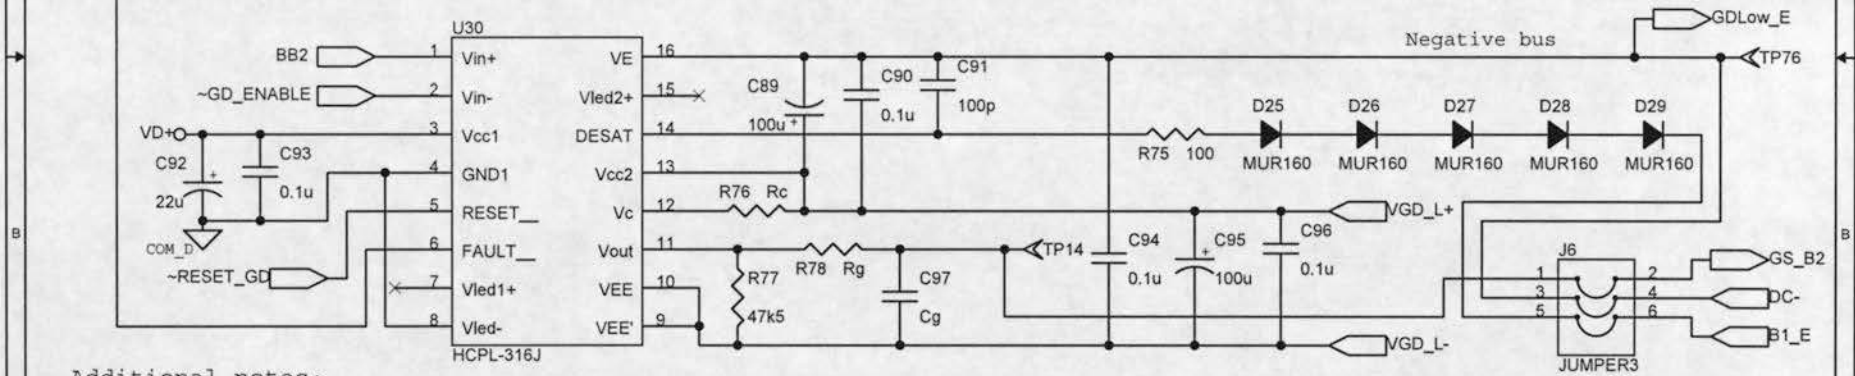 U30
GDLow_E
BB2
1
Vin+
VE
16
Negative bus
TP76
~GD_ENABLE
2
Vin-
Vled2+
15
C89
100u
+
C90
0.1u
C91
100p
D25
D26
D27
D28
D29
VD+
3
Vcc1
DESAT
14
R75
100
MUR160
MUR160
MUR160
MUR160
MUR160
C92
+
22u
C93
0.1u
4
GND1
Vcc2
13
R76
Rc
5
RESET__
Vc
12
VGD_L+
COM_D
6
FAULT__
Vout
11
R78
Rg
TP14
C94
0.1u
+
C95
100u
C96
0.1u
J6
~RESET_GD
7
Vled1+
VEE
10
R77
47k5
C97
Cg
1
2
GS_B2
3
4
DC-
5
6
B1_E
8
Vled-
VEE'
9
VGD_L-
HCPL-316J
JUMPER3
B
B
Additional notes: